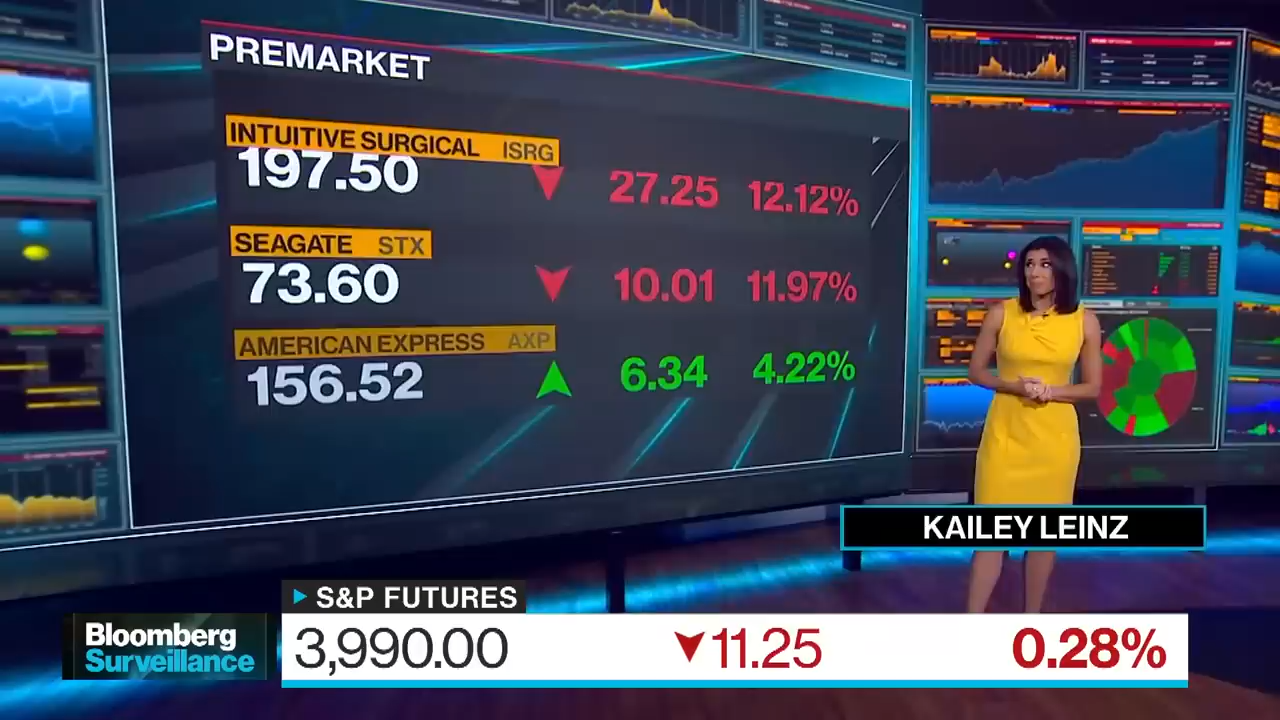 PREMARKET
INTUITIVE SURGICAL ISRG
197.50 ▼ 27.25 12.12%
SEAGATE STX
73.60 ▼ 10.01 11.97%
AMERICAN EXPRESS AXP
156.52 ▲ 6.34 4.22%
KAILEY LEINZ
S&P FUTURES
Bloomberg
Surveillance
3,990.00 ▼11.25 0.28%